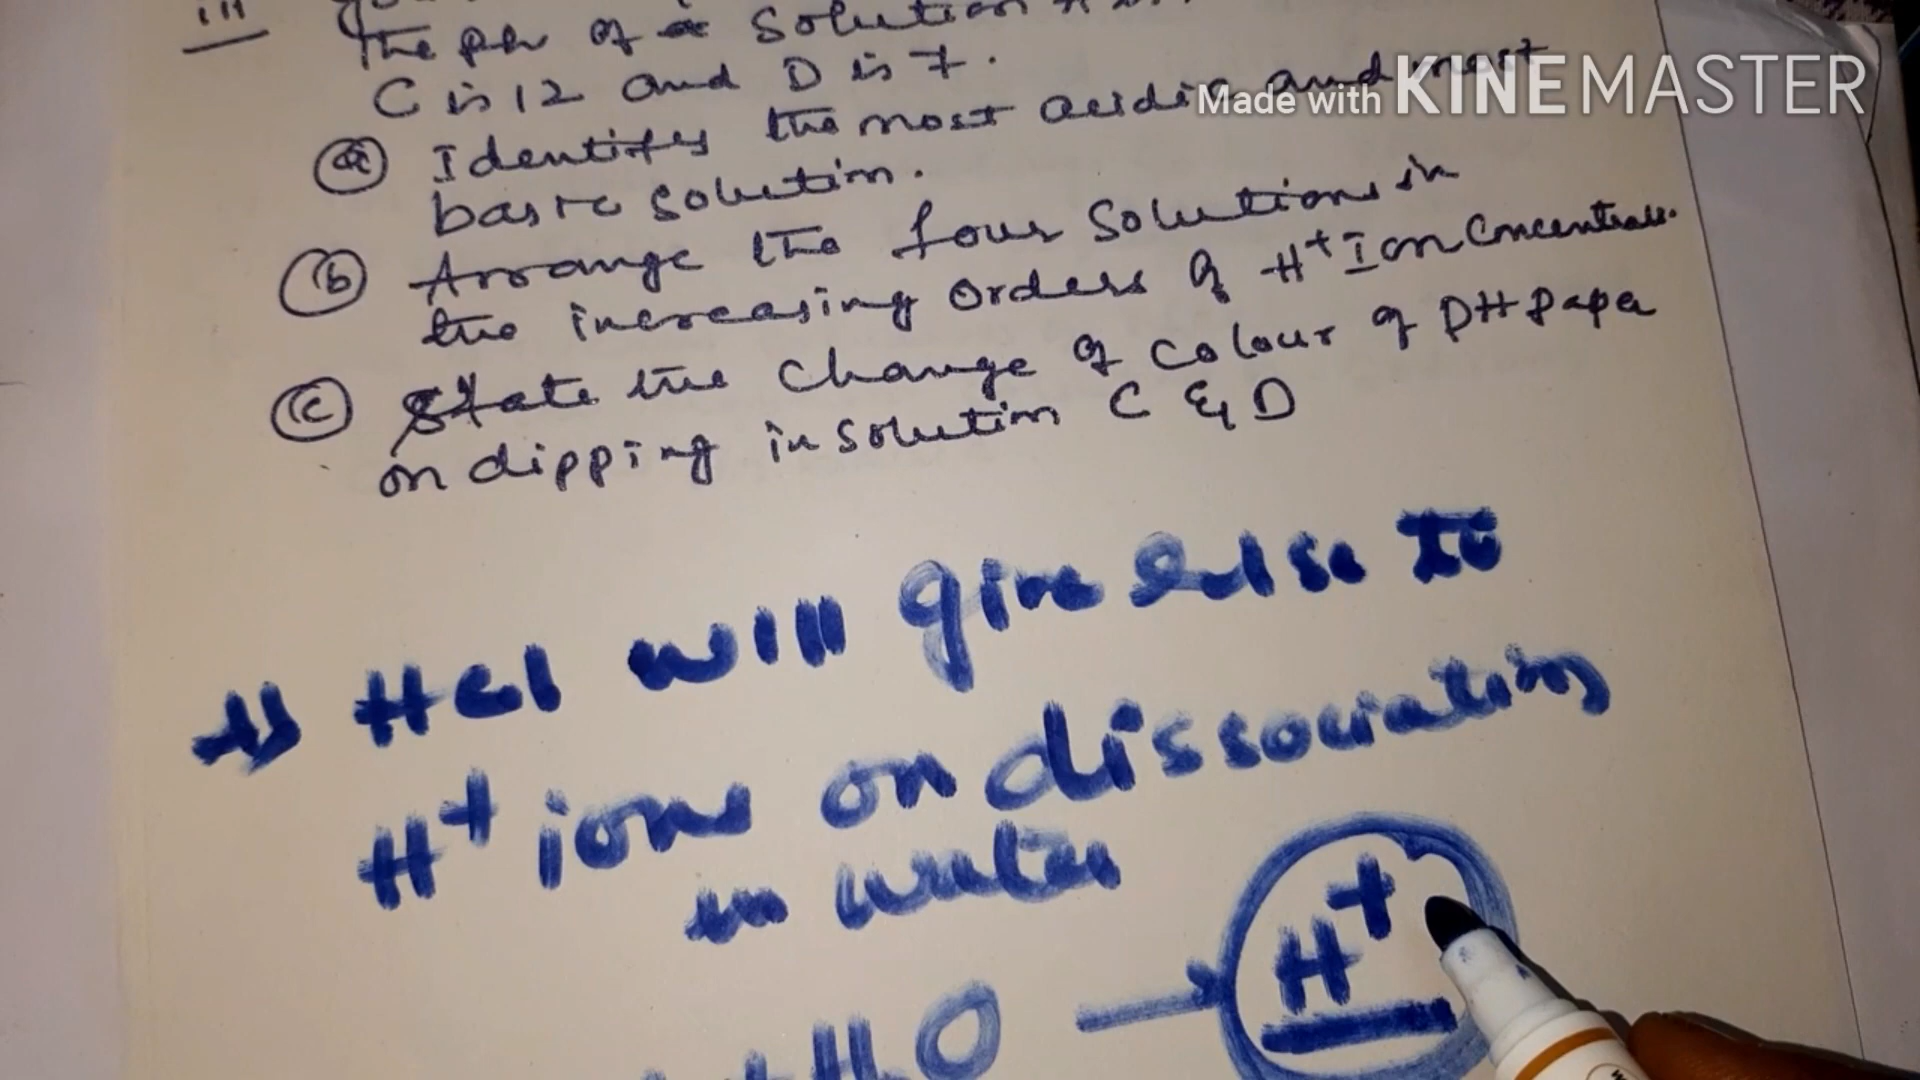 iii
the ph of a solution
C is 12 and D is 7.
Made with KINEMASTER
(a) Identify the most acidic and most
basic solution.
(b) Arrange the four solutions in
the increasing orders of H+ Ion
(c) State the change of colour of PH paper
on dipping in solution C & D
HCl will give to
H+ ions on dissociating
in water
H+